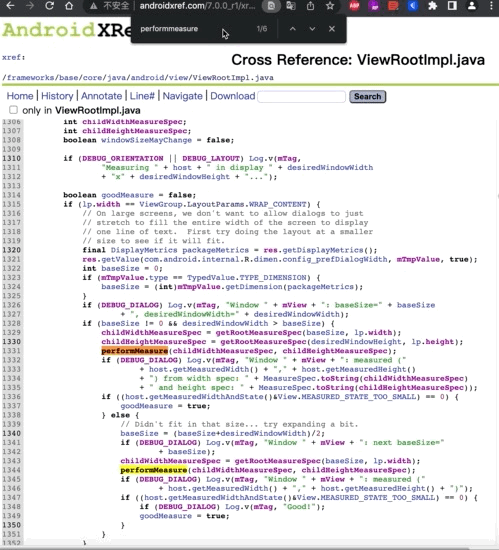 不安全 | androidxref.com/7.0.0_r1/xr...
performmeasure 1/6
AndroidXR
xref:
Cross Reference: ViewRootImpl.java
/frameworks/base/core/java/android/view/ViewRootImpl.java
Home | History | Annotate | Line# | Navigate | Download Search
only in ViewRootImpl.java
1306 int childWidthMeasureSpec;
1307 int childHeightMeasureSpec;
1308 boolean windowSizeMayChange = false;
1309
1310 if (DEBUG_ORIENTATION || DEBUG_LAYOUT) Log.v(mTag,
1311 "Measuring " + host + " in display " + desiredWindowWidth
1312 + "x" + desiredWindowHeight + "...");
1313
1314 boolean goodMeasure = false;
1315 if (lp.width == ViewGroup.LayoutParams.WRAP_CONTENT) {
1316 // On large screens, we don't want to allow dialogs to just
1317 // stretch to fill the entire width of the screen to display
1318 // one line of text. First try doing the layout at a smaller
1319 // size to see if it will fit.
1320 final DisplayMetrics packageMetrics = res.getDisplayMetrics();
1321 res.getValue(com.android.internal.R.dimen.config_prefDialogWidth, mTmpValue, true);
1322 int baseSize = 0;
1323 if (mTmpValue.type == TypedValue.TYPE_DIMENSION) {
1324 baseSize = (int)mTmpValue.getDimension(packageMetrics);
1325 }
1326 if (DEBUG_DIALOG) Log.v(mTag, "Window " + mView + ": baseSize=" + baseSize
1327 + ", desiredWindowWidth=" + desiredWindowWidth);
1328 if (baseSize != 0 && desiredWindowWidth > baseSize) {
1329 childWidthMeasureSpec = getRootMeasureSpec(baseSize, lp.width);
1330 childHeightMeasureSpec = getRootMeasureSpec(desiredWindowHeight, lp.height);
1331 performMeasure(childWidthMeasureSpec, childHeightMeasureSpec);
1332 if (DEBUG_DIALOG) Log.v(mTag, "Window " + mView + ": measured ("
1333 + host.getMeasuredWidth() + "," + host.getMeasuredHeight()
1334 + ") from width spec: " + MeasureSpec.toString(childWidthMeasureSpec)
1335 + " and height spec: " + MeasureSpec.toString(childHeightMeasureSpec));
1336 if ((host.getMeasuredWidthAndState()&View.MEASURED_STATE_TOO_SMALL) == 0) {
1337 goodMeasure = true;
1338 } else {
1339 // Didn't fit in that size... try expanding a bit.
1340 baseSize = (baseSize+desiredWindowWidth)/2;
1341 if (DEBUG_DIALOG) Log.v(mTag, "Window " + mView + ": next baseSize="
1342 + baseSize);
1343 childWidthMeasureSpec = getRootMeasureSpec(baseSize, lp.width);
1344 performMeasure(childWidthMeasureSpec, childHeightMeasureSpec);
1345 if (DEBUG_DIALOG) Log.v(mTag, "Window " + mView + ": measured ("
1346 + host.getMeasuredWidth() + "," + host.getMeasuredHeight() + ")");
1347 if ((host.getMeasuredWidthAndState()&View.MEASURED_STATE_TOO_SMALL) == 0) {
1348 if (DEBUG_DIALOG) Log.v(mTag, "Good!");
1349 goodMeasure = true;
1350 }
1351 }
1352 }